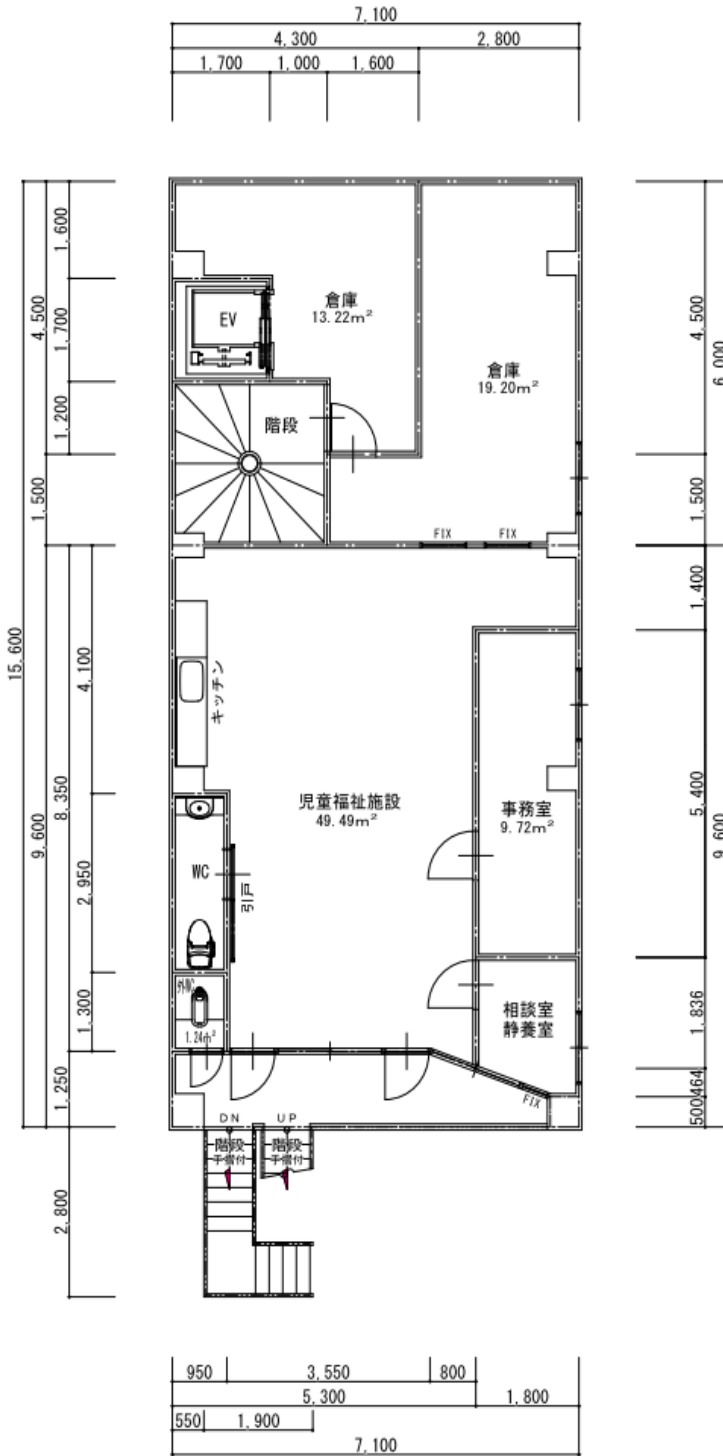 7,100
4,300
2,800
1,700
1,000
1,600
15,600
4,500
1,500
9,600
1,600
1,700
1,200
8,350
4,100
2,950
1,300
1,250
2,800
4,500
1,500
1,400
5,400
1,836
464
500
6,000
9,600
倉庫
13.22m²
EV
倉庫
19.20m²
階段
FIX
FIX
キッチン
児童福祉施設
49.49m²
事務室
9.72m²
WC
引戸
外WC
1.24m²
相談室
静養室
FIX
DN
UP
階段
手摺付
階段
手摺付
950
3,550
800
5,300
1,800
550
1,900
7,100